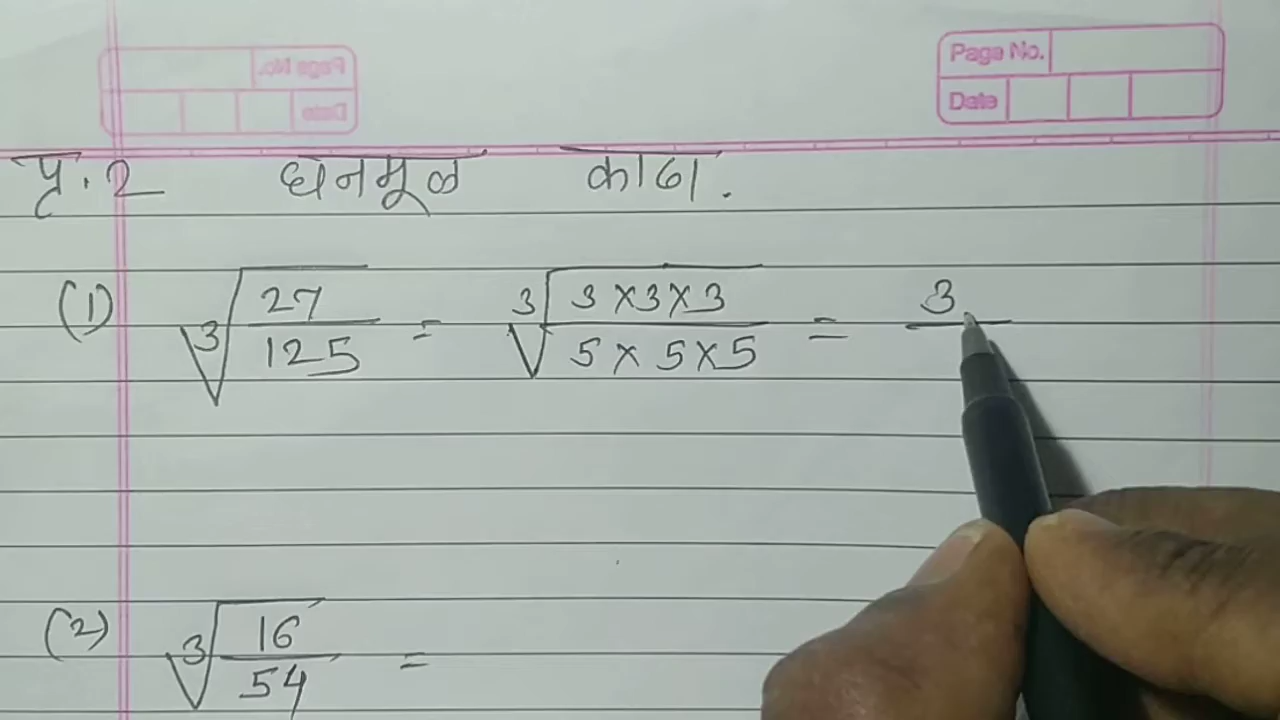 Page No.
Date
प्र. 2 घनमूळ काढा.
(1) ∛(27/125) = ∛(3×3×3/5×5×5) = 3/
(2) ∛(16/54) =